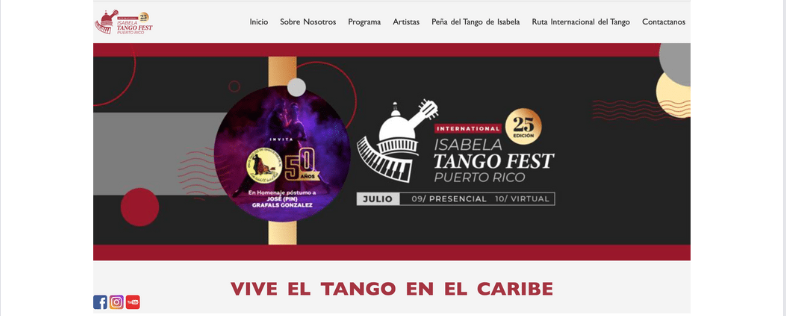 INTERNATIONAL
25
ISABELA
TANGO FEST
PUERTO RICO
Inicio Sobre Nosotros Programa Artistas Peña del Tango de Isabela Ruta Internacional del Tango Contactanos
INVITA
50
AÑOS
En Homenaje póstumo a
JOSÉ (PIN)
GRAFALS GONZALEZ
INTERNATIONAL
25
EDICIÓN
ISABELA
TANGO FEST
PUERTO RICO
JULIO 09/ PRESENCIAL 10/ VIRTUAL
VIVE EL TANGO EN EL CARIBE